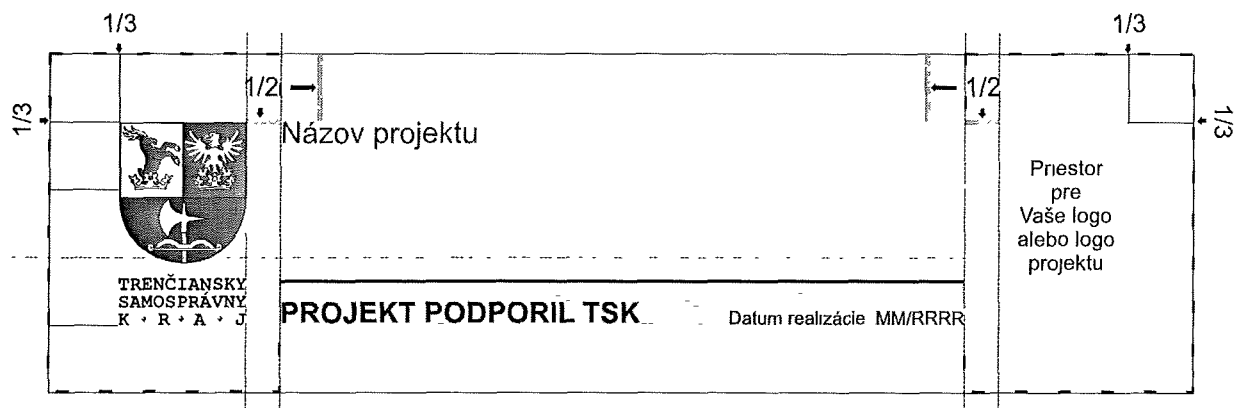 1/3
1/3
1/2
1/2
1/3
1/3
Názov projektu
Priestor
pre
Vaše logo
alebo logo
projektu
TRENČIANSKY
SAMOSPRÁVNY
K · R · A · J
PROJEKT PODPORIL TSK
Datum realizácie MM/RRRR